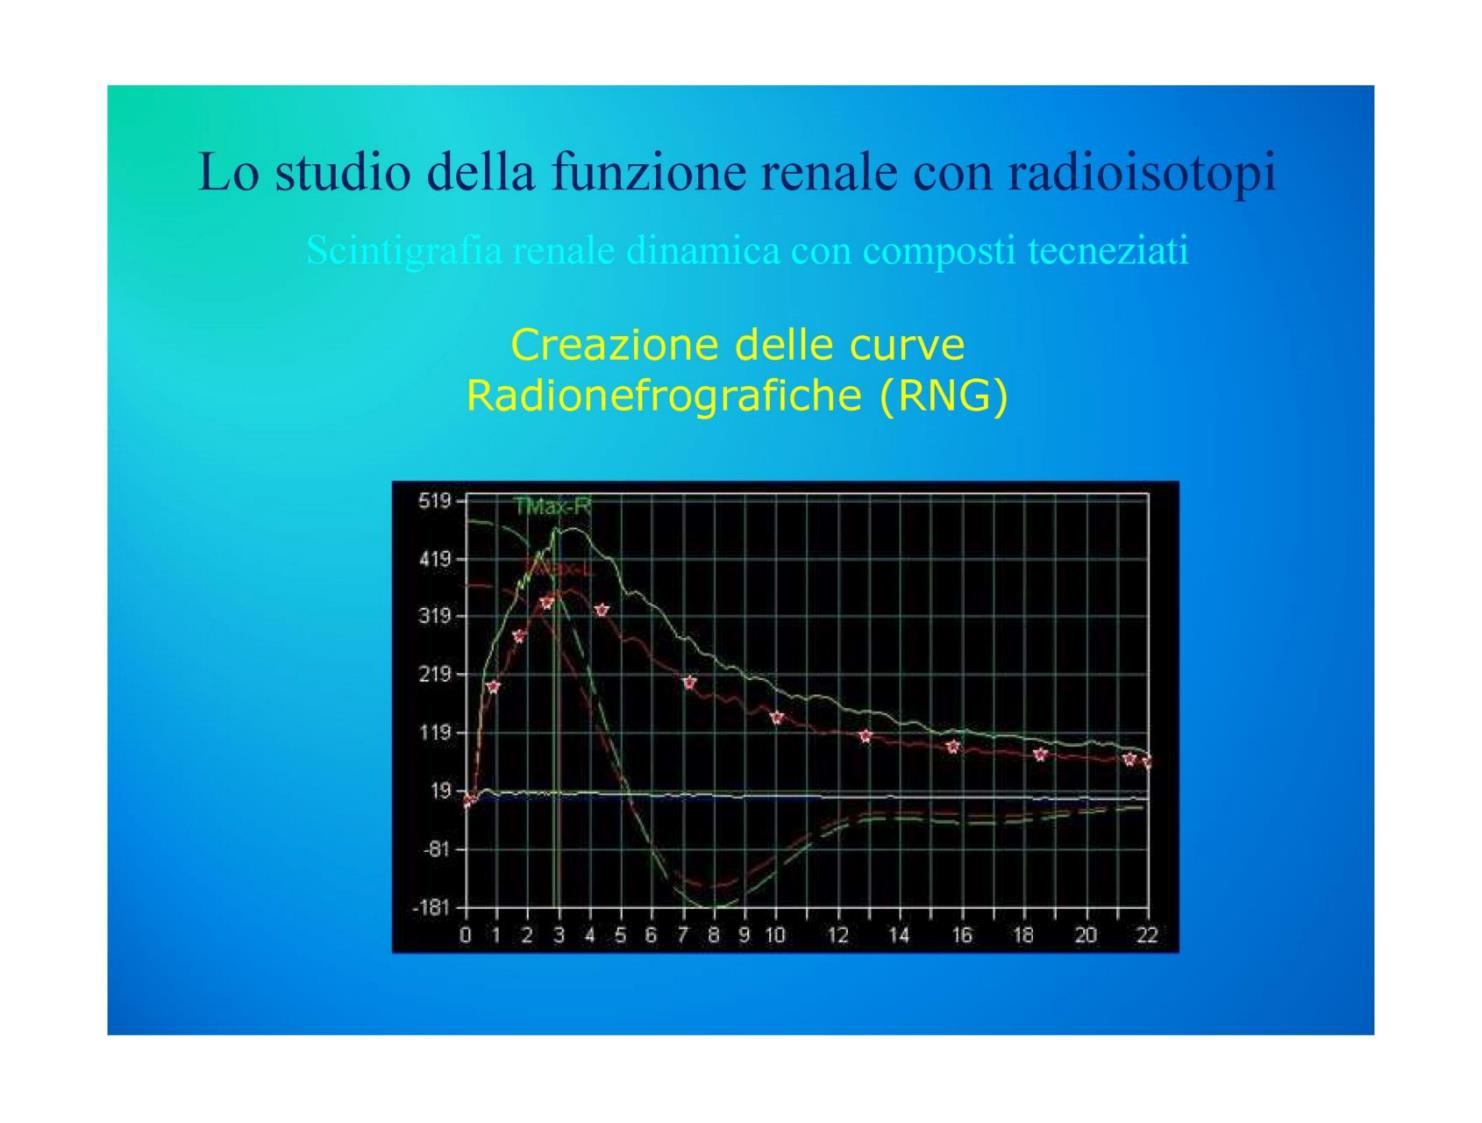 Lo studio della funzione renale con radioisotopi
Scintigrafia renale dinamica con composti tecneziati
Creazione delle curve
Radionefrografiche (RNG)
519
TMax-R
419
TMax-L
319
219
119
19
-81
-181
0 1 2 3 4 5 6 7 8 9 10 12 14 16 18 20 22